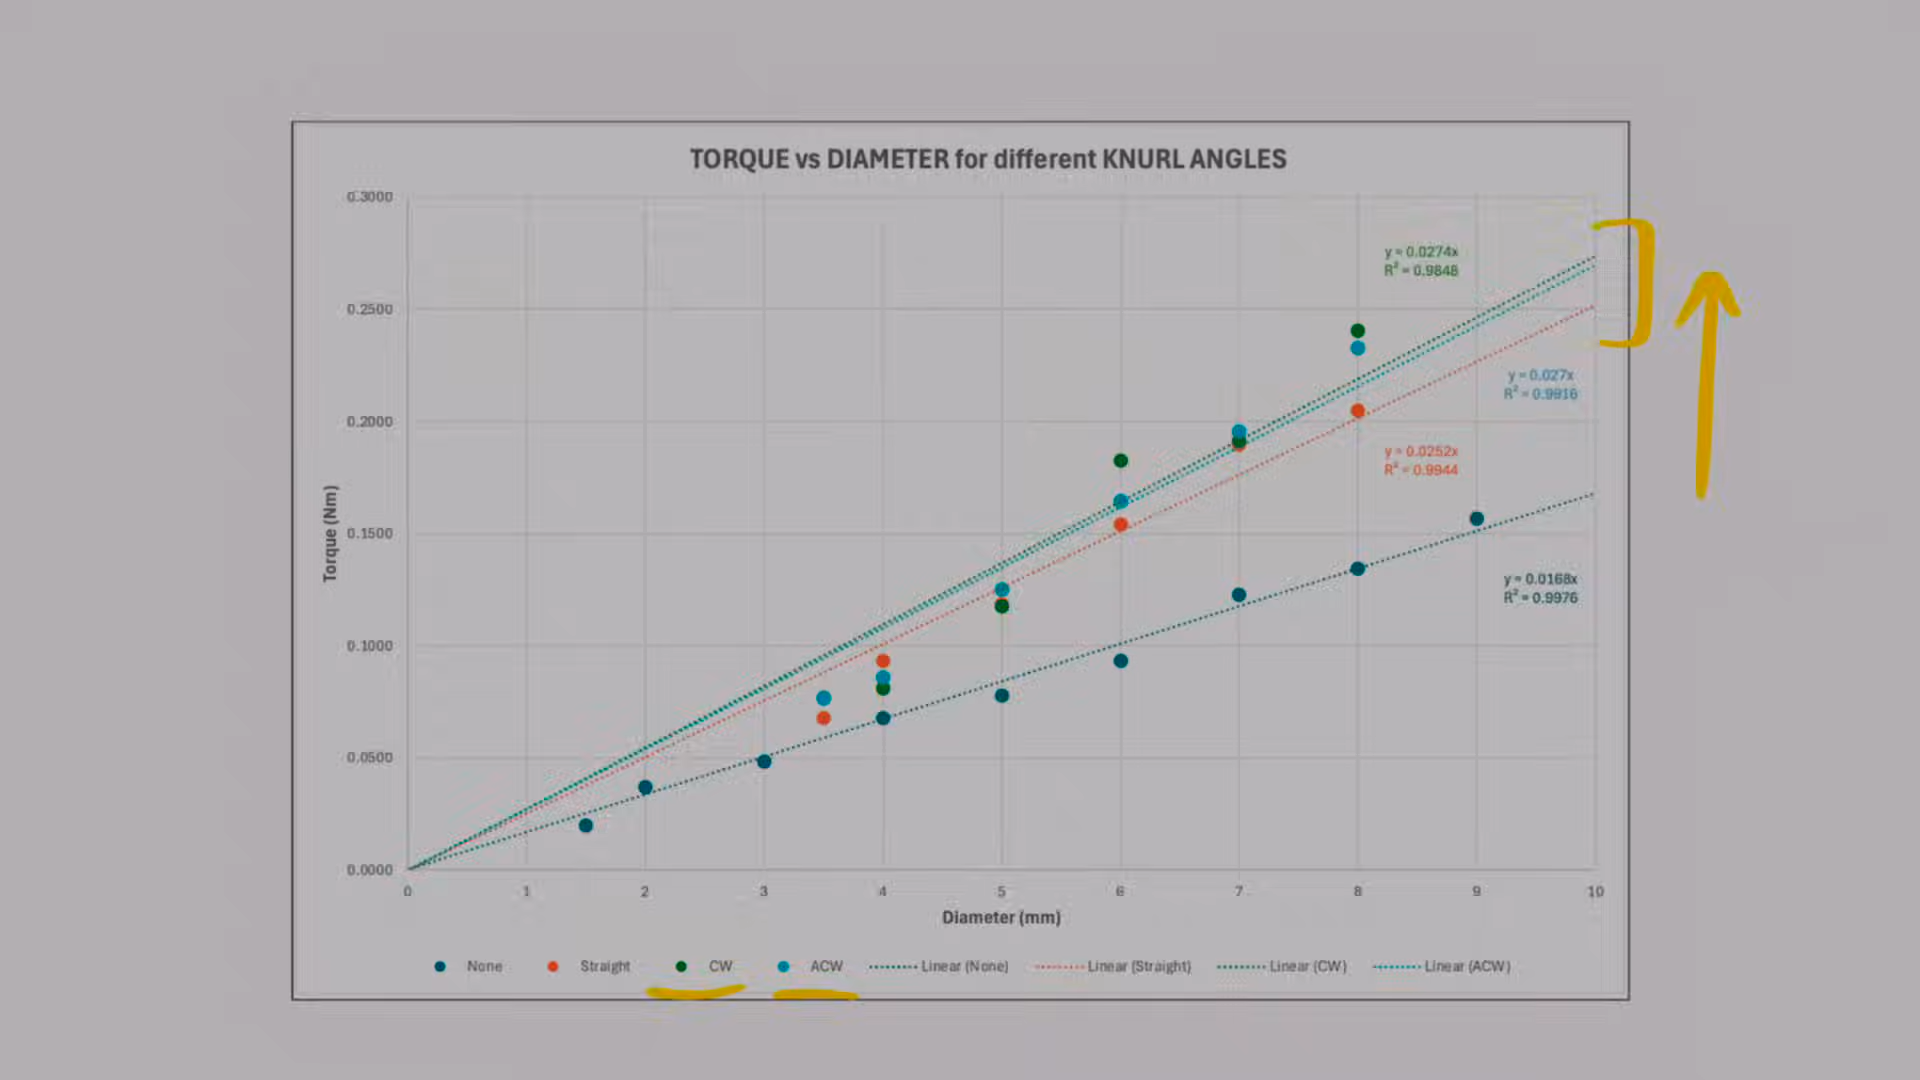 TORQUE vs DIAMETER for different KNURL ANGLES
0.3000
0.2500
0.2000
0.1500
0.1000
0.0500
0.0000
Torque (Nm)
y = 0.0274x
R² = 0.9848
y = 0.027x
R² = 0.9916
y = 0.0252x
R² = 0.9944
y = 0.0168x
R² = 0.9976
0 1 2 3 4 5 6 7 8 9 10
Diameter (mm)
None Straight CW ACW Linear (None) Linear (Straight) Linear (CW) Linear (ACW)